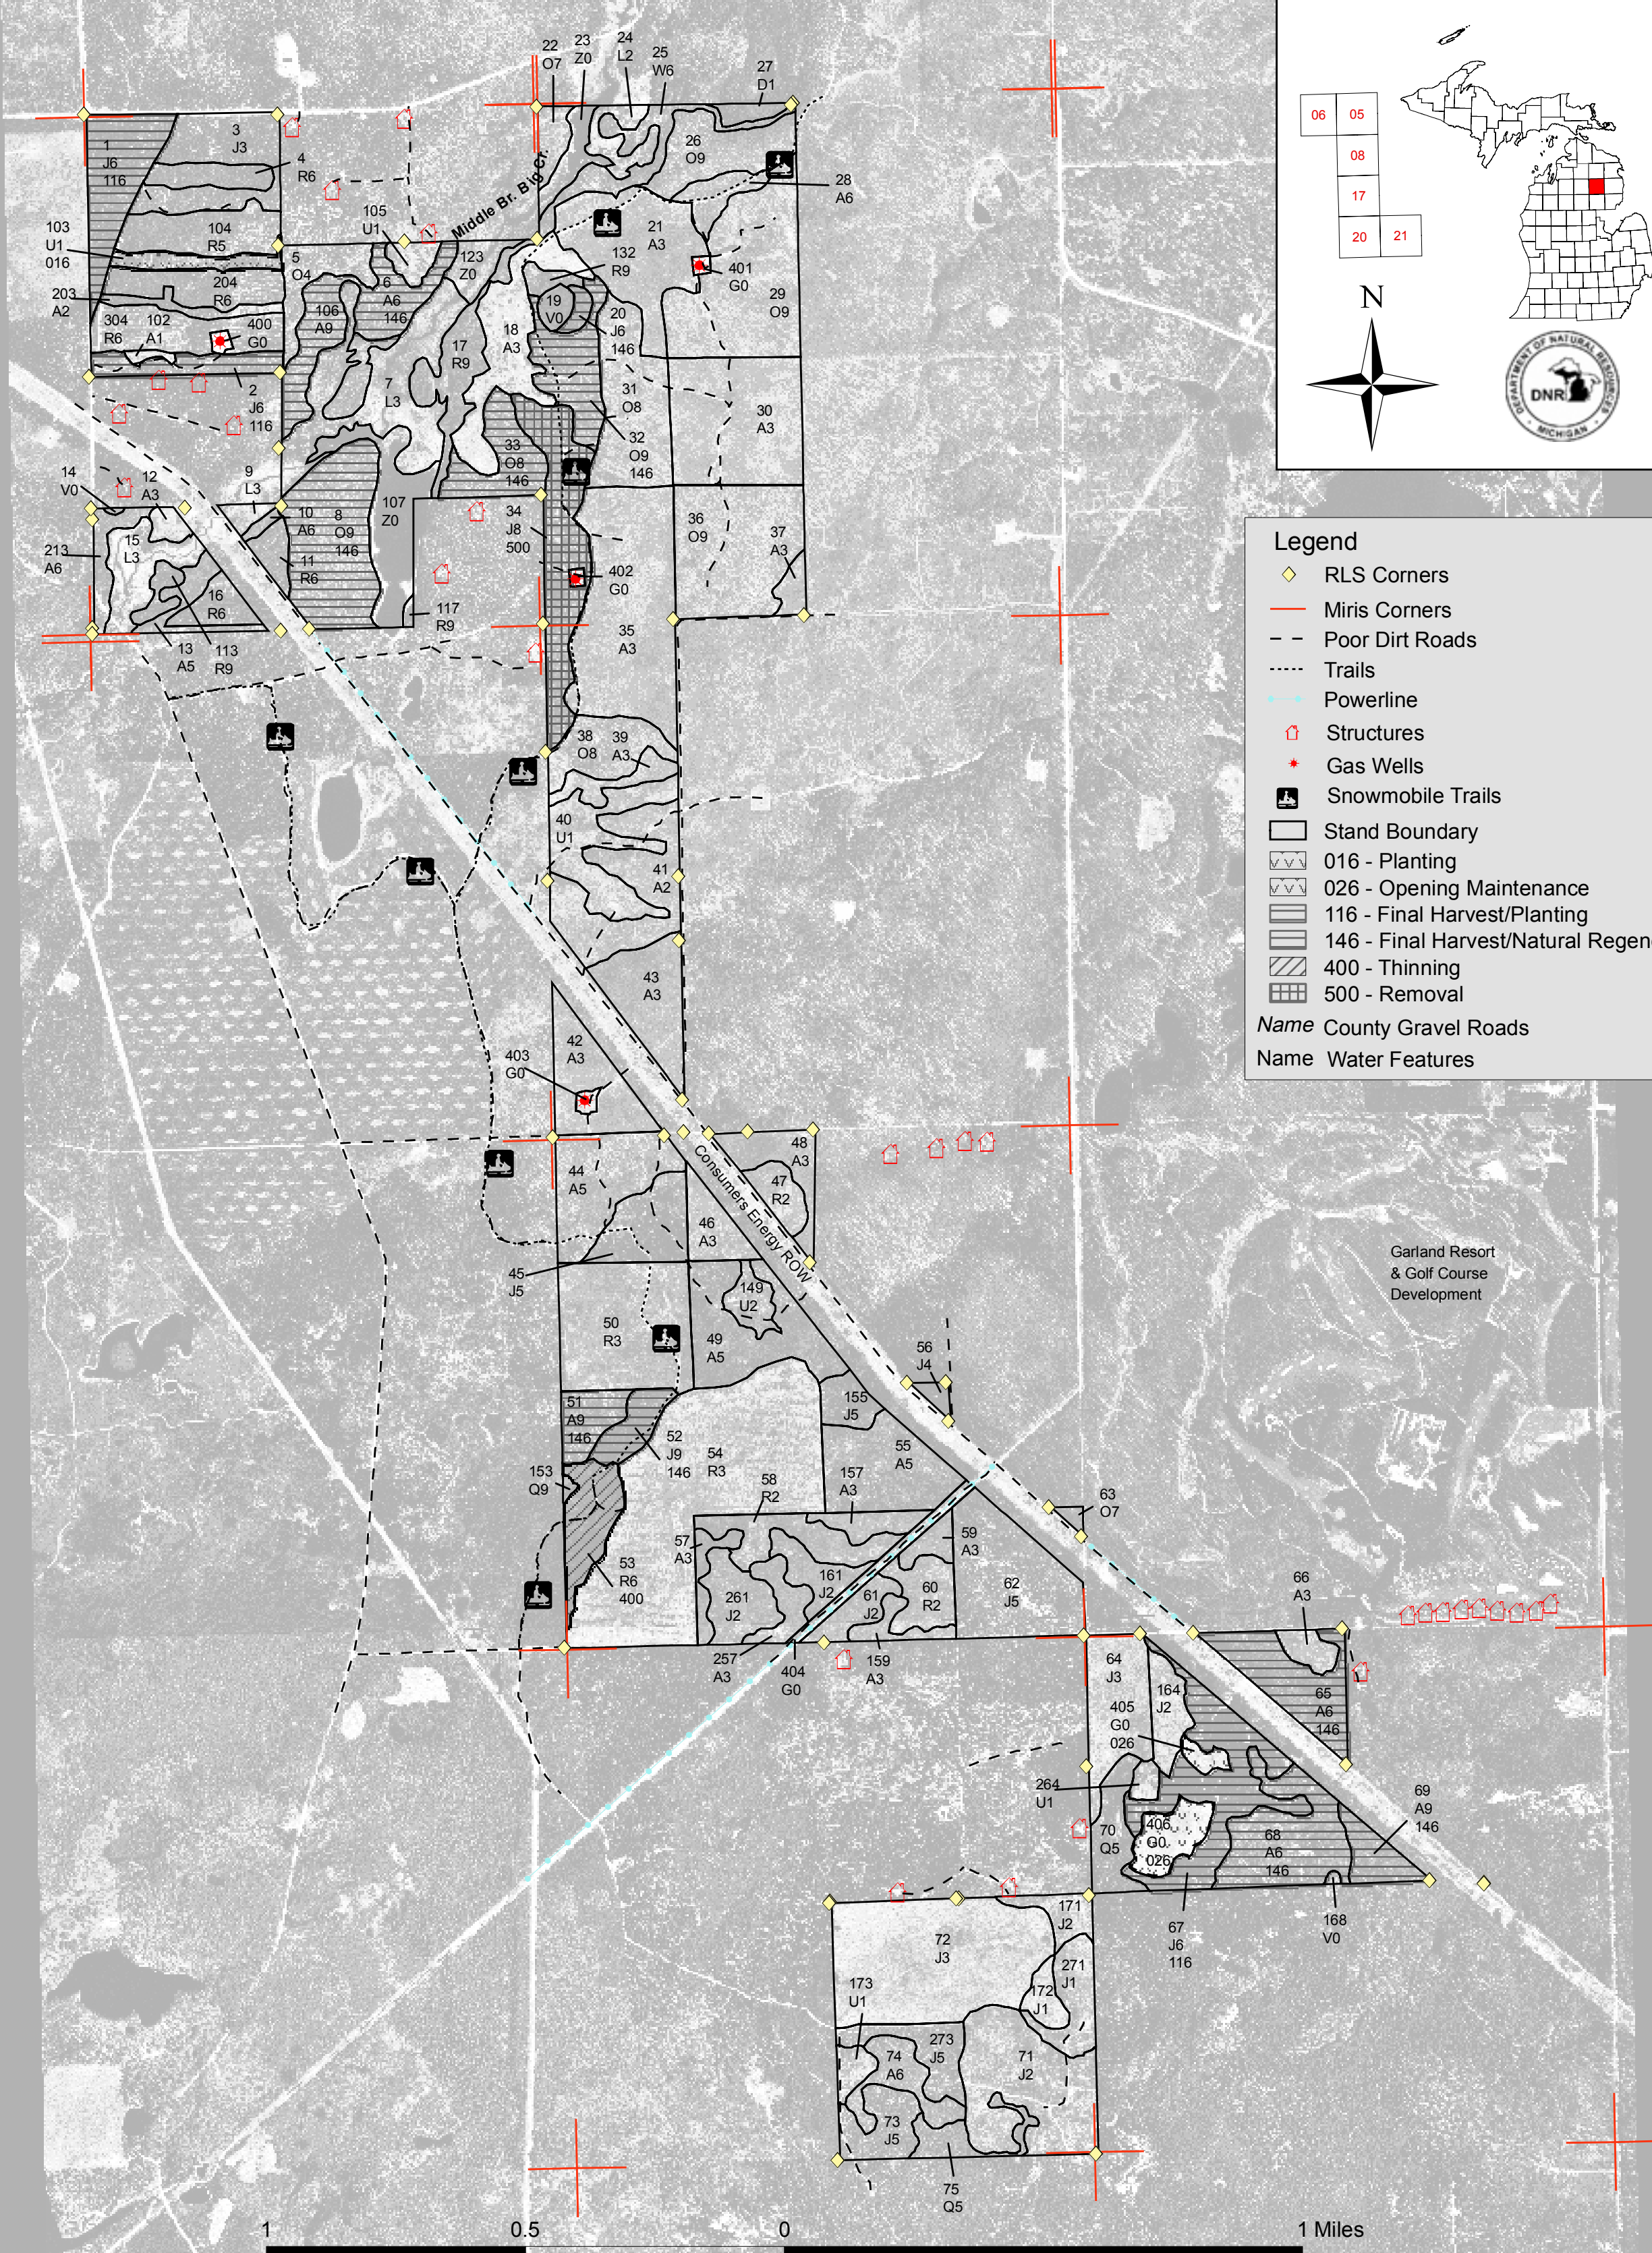 22
O7
23
Z0
24
L2
25
W6
27
D1
06
05
08
17
20
21
N
DEPARTMENT OF NATURAL RESOURCES
DNR
MICHIGAN
1
J6
116
3
J3
4
R6
26
O9
28
A6
Middle Br. Big Cr.
103
U1
016
104
R5
105
U1
5
O4
123
Z0
21
A3
132
R9
401
G0
29
O9
203
A2
204
R6
304
R6
102
A1
400
G0
106
A9
6
A6
146
19
V0
20
J6
146
18
A3
17
R9
7
L3
2
J6
116
31
O8
30
A3
32
O9
146
33
O8
146
14
V0
12
A3
9
L3
10
A6
8
O9
146
107
Z0
34
J8
500
36
O9
37
A3
213
A6
15
L3
11
R6
16
R6
402
G0
117
R9
13
A5
113
R9
35
A3
Legend
RLS Corners
Miris Corners
Poor Dirt Roads
Trails
Powerline
Structures
Gas Wells
Snowmobile Trails
Stand Boundary
016 - Planting
026 - Opening Maintenance
116 - Final Harvest/Planting
146 - Final Harvest/Natural Regen
400 - Thinning
500 - Removal
Name County Gravel Roads
Name Water Features
38
O8
39
A3
40
U1
41
A2
43
A3
42
A3
403
G0
48
A3
44
A5
47
R2
46
A3
Consumers Energy ROW
45
J5
149
U2
Garland Resort
& Golf Course
Development
50
R3
49
A5
56
J4
51
A9
146
155
J5
52
J9
146
54
R3
55
A5
153
Q9
58
R2
157
A3
63
O7
57
A3
59
A3
53
R6
400
161
J2
261
J2
61
J2
60
R2
62
J5
66
A3
257
A3
404
G0
159
A3
64
J3
164
J2
65
A6
146
405
G0
026
264
U1
69
A9
146
70
Q5
406
G0
026
68
A6
146
67
J6
116
168
V0
171
J2
72
J3
271
J1
172
J1
173
U1
273
J5
74
A6
71
J2
73
J5
75
Q5
1
0.5
0
1 Miles